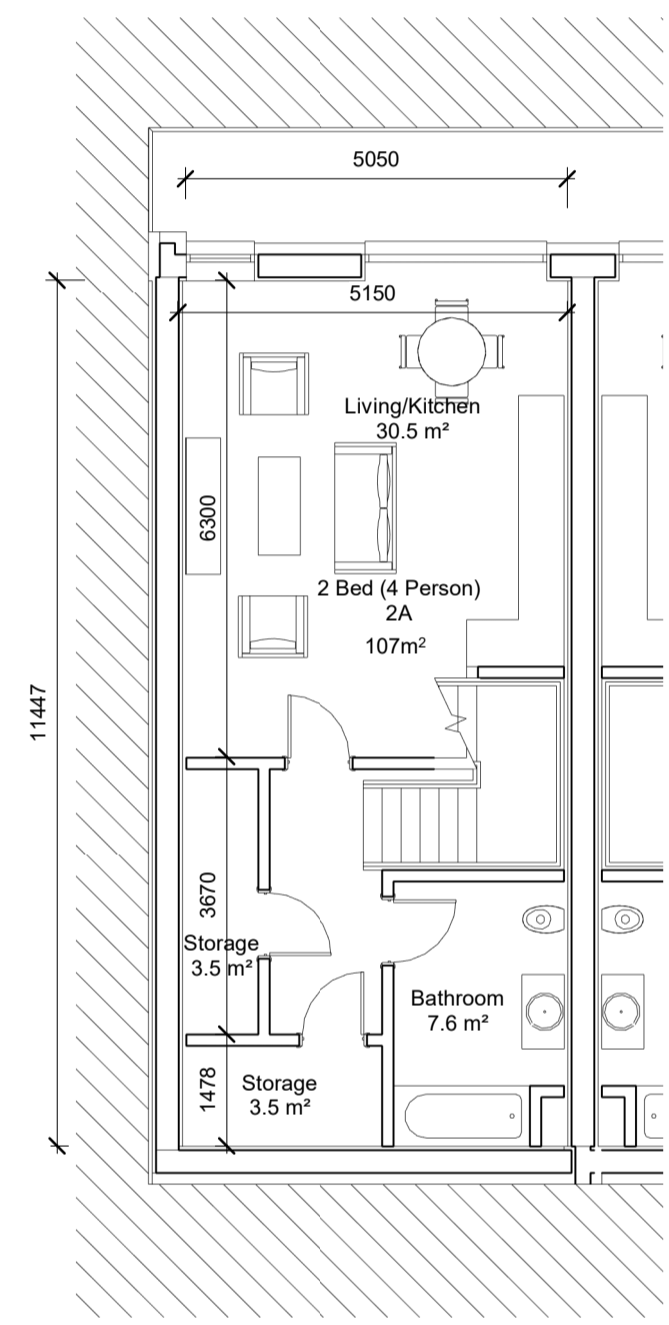 5050
5150
Living/Kitchen
30.5 m²
6300
2 Bed (4 Person)
2A
107m²
11447
3670
Storage
3.5 m²
Bathroom
7.6 m²
1478
Storage
3.5 m²